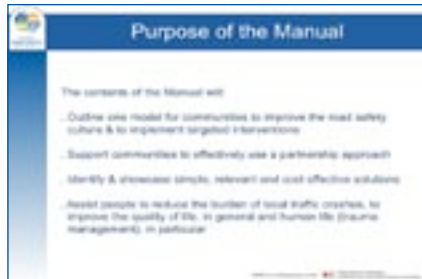 Purpose of the Manual
The contents of the Manual will:
Outline one model for communities to improve the road safety
culture & to implement targeted interventions
Support communities to effectively use a partnership approach
Identify & showcase simple, relevant and cost effective solutions
Assist people to reduce the burden of local traffic crashes, to
improve the quality of life, in general and human life (trauma
management), in particular